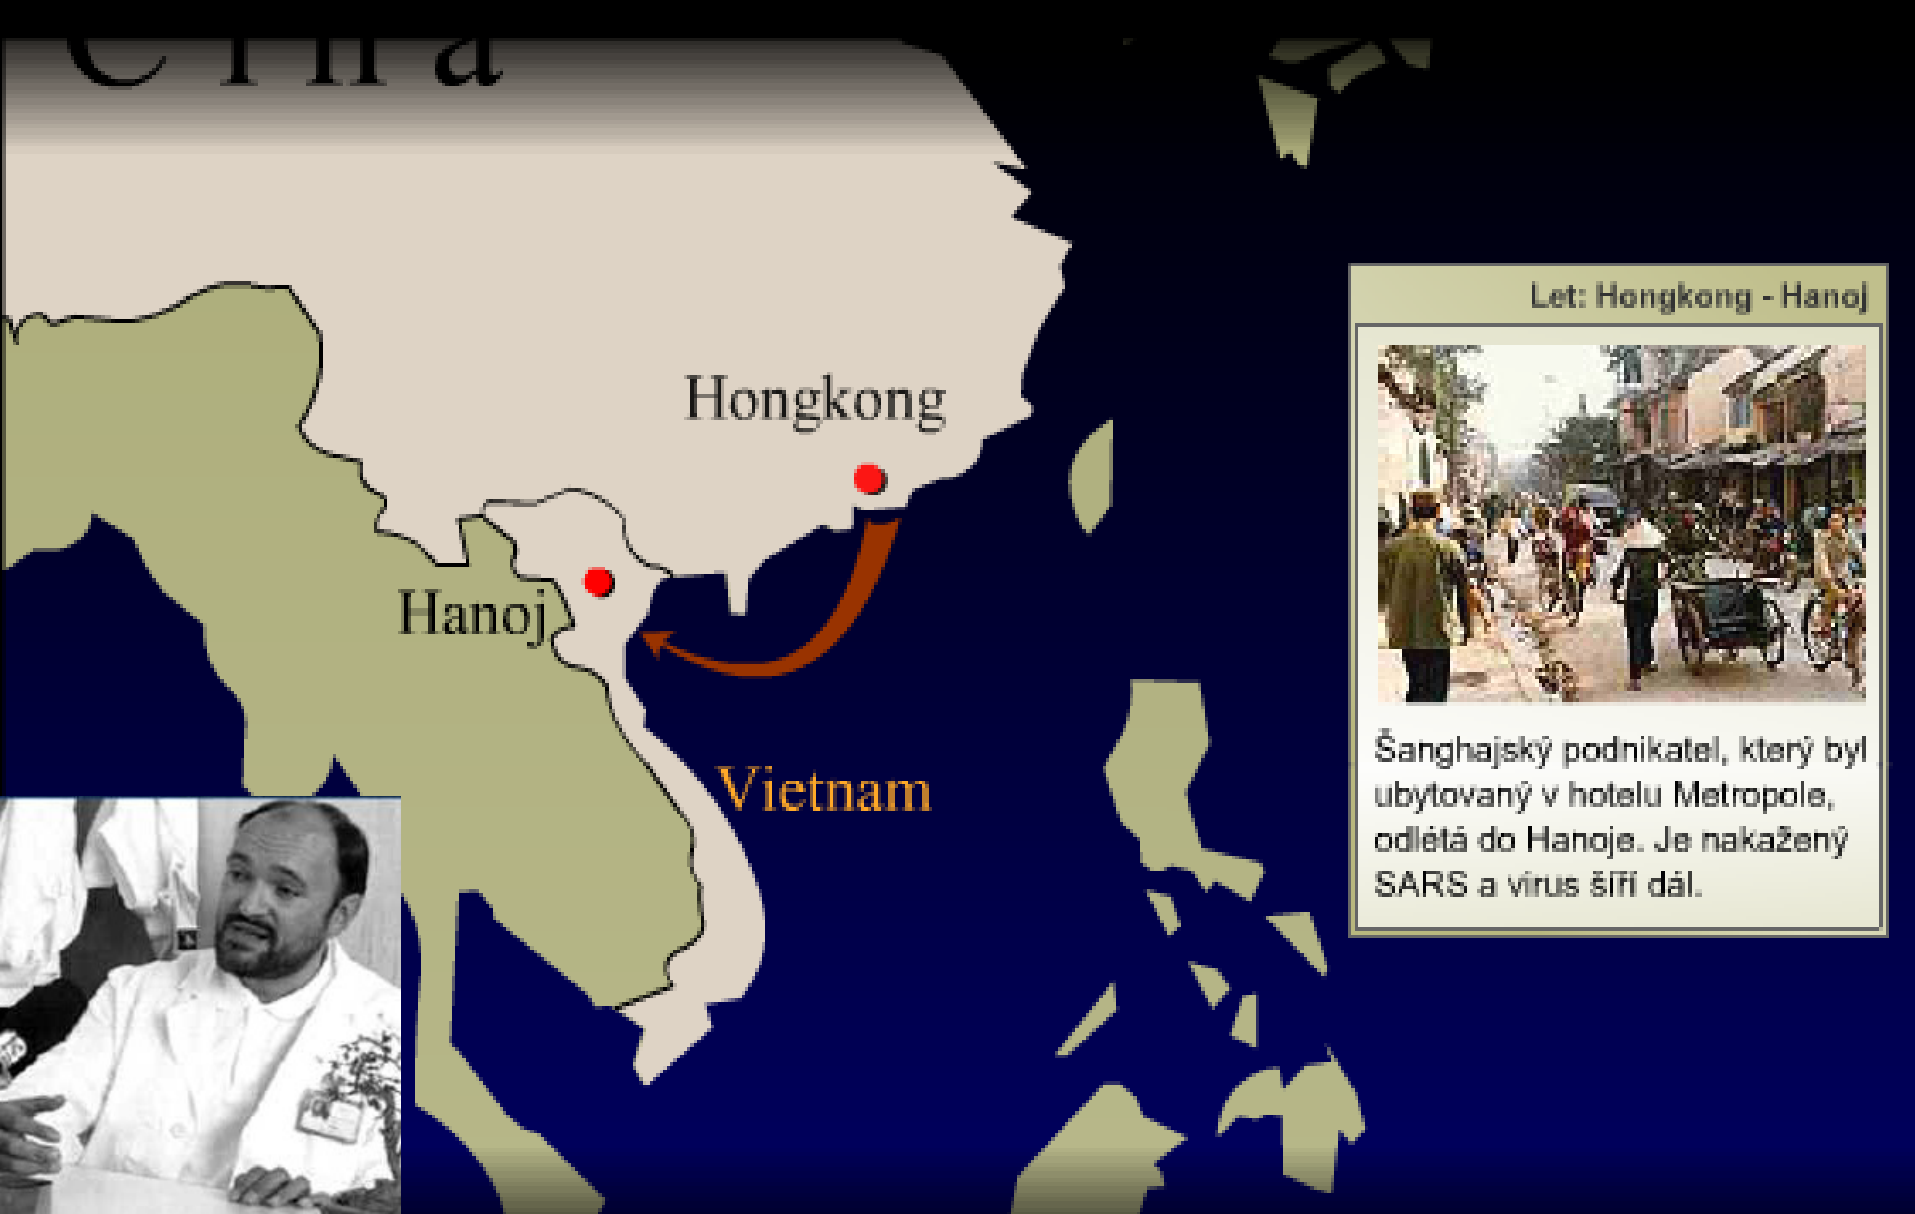 Čína
Hongkong
Hanoj
Vietnam
Let: Hongkong - Hanoj
Šanghajský podnikatel, který byl
ubytovaný v hotelu Metropole,
odlétá do Hanoje. Je nakažený
SARS a virus šíří dál.